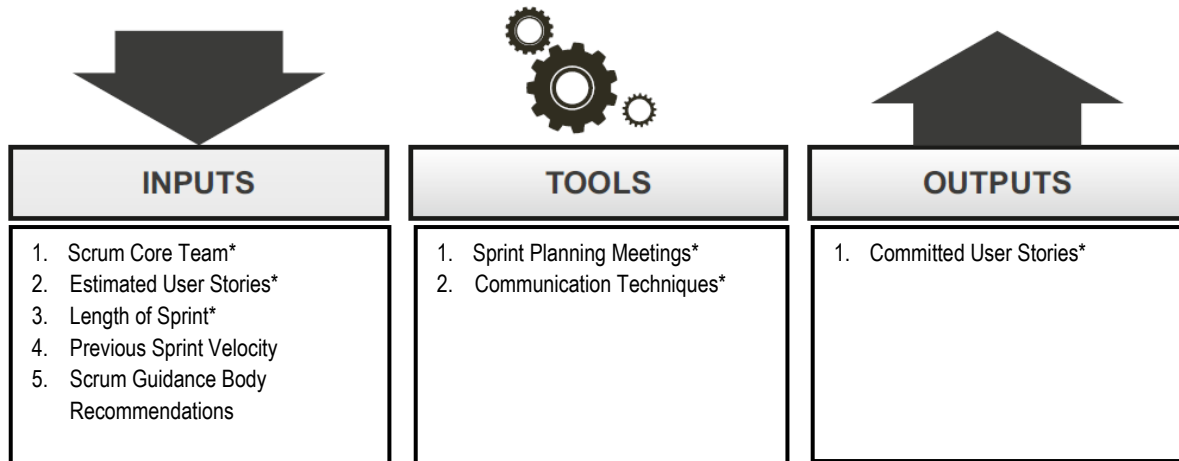 INPUTS
1. Scrum Core Team*
2. Estimated User Stories*
3. Length of Sprint*
4. Previous Sprint Velocity
5. Scrum Guidance Body
Recommendations
TOOLS
1. Sprint Planning Meetings*
2. Communication Techniques*
OUTPUTS
1. Committed User Stories*